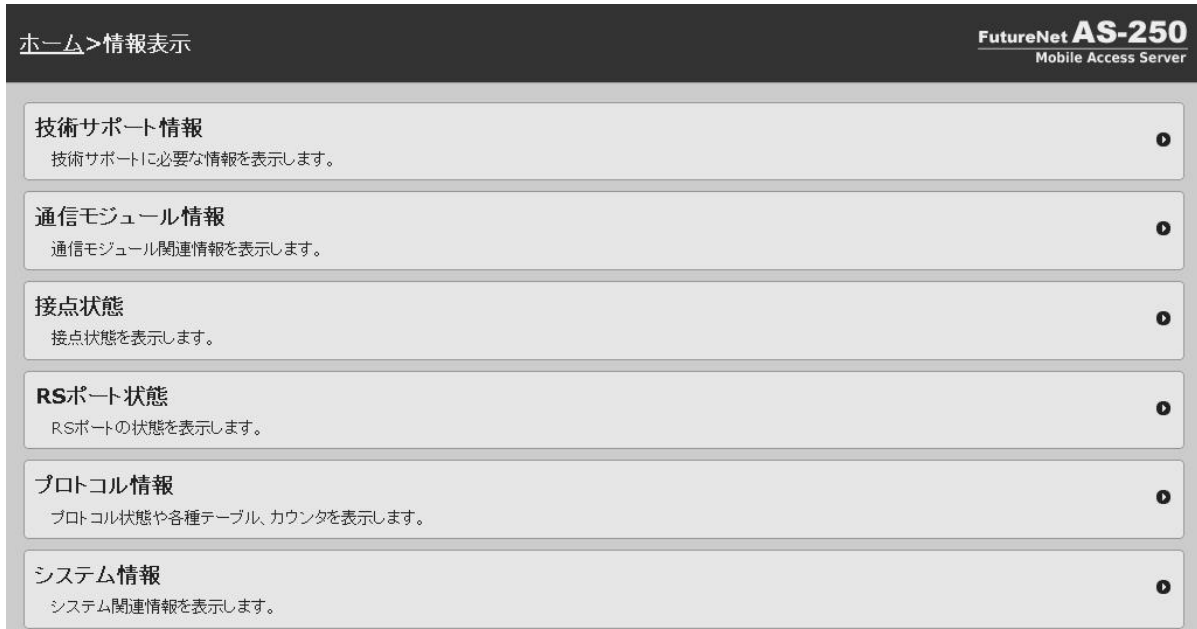 ホーム>情報表示
FutureNet AS-250
Mobile Access Server
技術サポート情報
技術サポートに必要な情報を表示します。
通信モジュール情報
通信モジュール関連情報を表示します。
接点状態
接点状態を表示します。
RSポート状態
RSポートの状態を表示します。
プロトコル情報
プロトコル状態や各種テーブル、カウンタを表示します。
システム情報
システム関連情報を表示します。